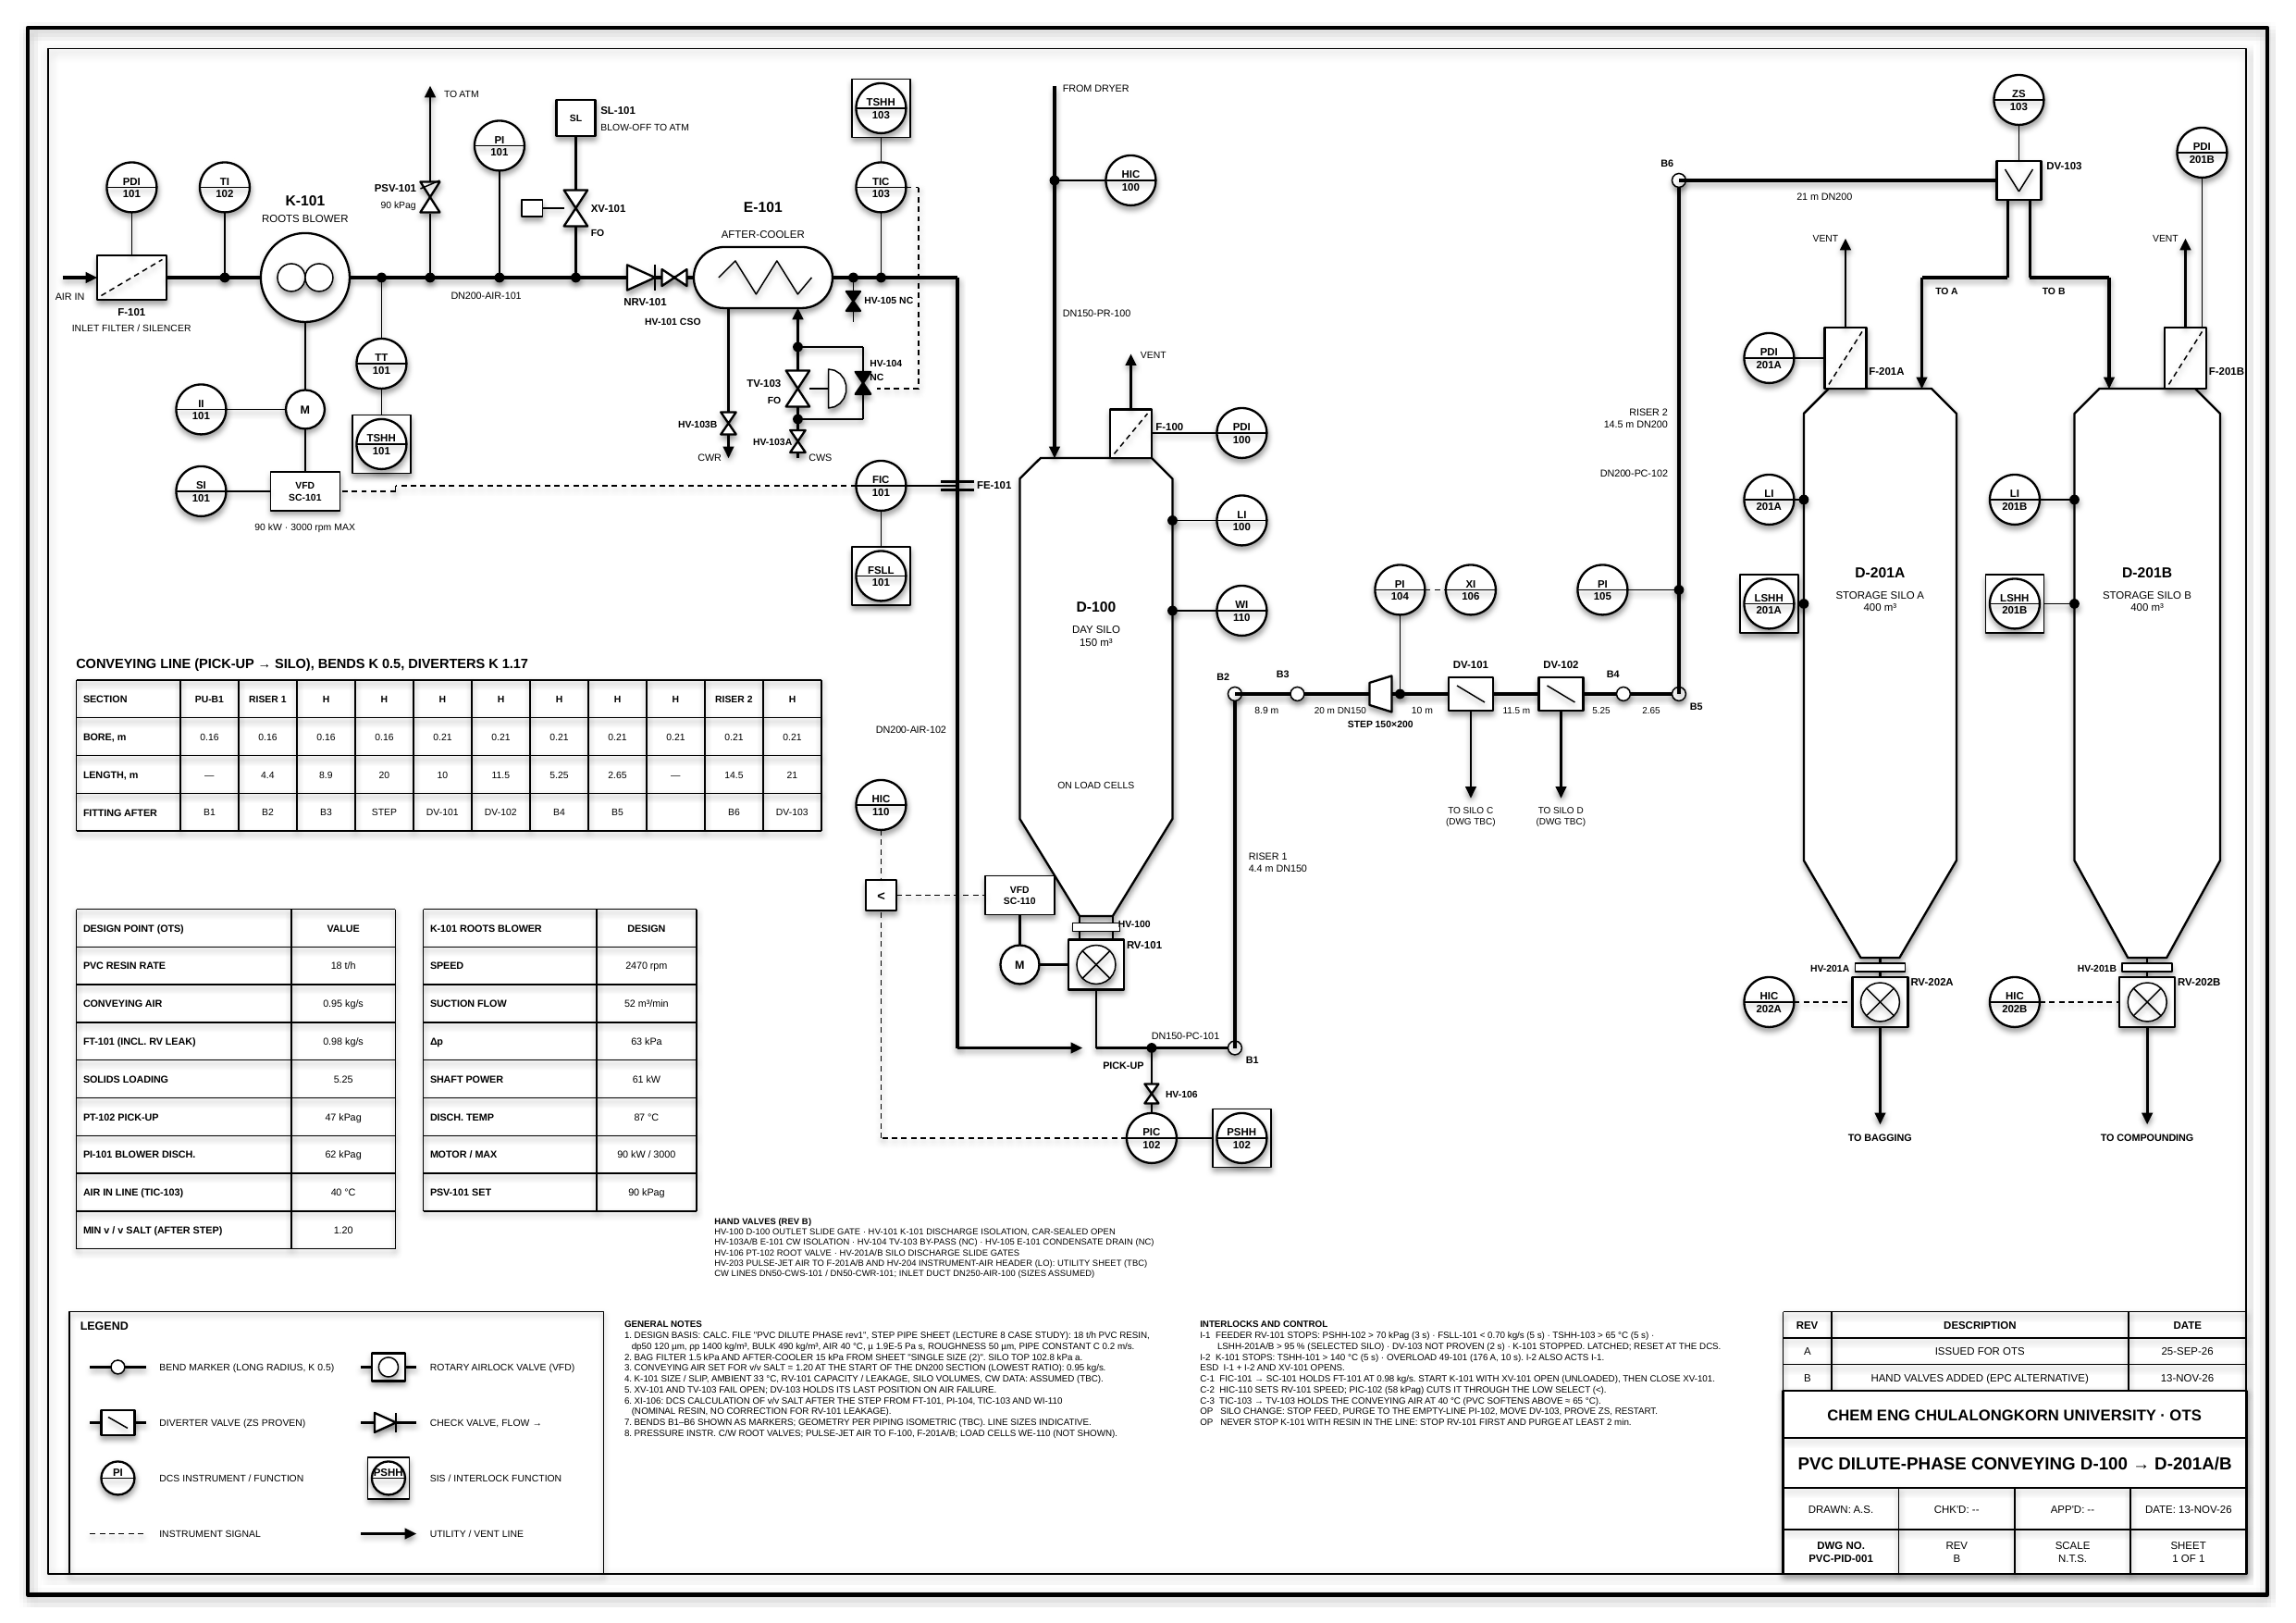 TO ATM
SL
SL-101
BLOW-OFF TO ATM
TSHH
103
FROM DRYER
ZS
103
PI
101
PDI
101
TI
102
PSV-101
90 kPag
K-101
ROOTS BLOWER
XV-101
FO
TIC
103
E-101
AFTER-COOLER
HIC
100
B6
21 m DN200
DV-103
PDI
201B
VENT
VENT
AIR IN
F-101
INLET FILTER / SILENCER
DN200-AIR-101
NRV-101
HV-101 CSO
HV-105 NC
TO A
TO B
DN150-PR-100
TT
101
TSHH
101
II
101
M
TV-103
FO
HV-104
NC
HV-103B
HV-103A
CWR
CWS
VENT
F-100
PDI
100
PDI
201A
F-201A
F-201B
RISER 2
14.5 m DN200
DN200-PC-102
SI
101
VFD
SC-101
90 kW · 3000 rpm MAX
FIC
101
FE-101
FSLL
101
LI
100
WI
110
LI
201A
LI
201B
LSHH
201A
LSHH
201B
D-100
DAY SILO
150 m³
ON LOAD CELLS
D-201A
STORAGE SILO A
400 m³
D-201B
STORAGE SILO B
400 m³
PI
104
XI
106
PI
105
B2
B3
DV-101
DV-102
B4
B5
8.9 m
20 m DN150
10 m
11.5 m
5.25
2.65
STEP 150×200
TO SILO C
(DWG TBC)
TO SILO D
(DWG TBC)
CONVEYING LINE (PICK-UP → SILO), BENDS K 0.5, DIVERTERS K 1.17
SECTION PU-B1 RISER 1 H H H H H H H RISER 2 H
BORE, m 0.16 0.16 0.16 0.16 0.21 0.21 0.21 0.21 0.21 0.21 0.21
LENGTH, m — 4.4 8.9 20 10 11.5 5.25 2.65 — 14.5 21
FITTING AFTER B1 B2 B3 STEP DV-101 DV-102 B4 B5 B6 DV-103
DN200-AIR-102
HIC
110
<
VFD
SC-110
M
HV-100
RV-101
RISER 1
4.4 m DN150
DN150-PC-101
PICK-UP
B1
HV-106
PIC
102
PSHH
102
HV-201A
RV-202A
HIC
202A
HV-201B
RV-202B
HIC
202B
TO BAGGING
TO COMPOUNDING
DESIGN POINT (OTS) VALUE
PVC RESIN RATE 18 t/h
CONVEYING AIR 0.95 kg/s
FT-101 (INCL. RV LEAK) 0.98 kg/s
SOLIDS LOADING 5.25
PT-102 PICK-UP 47 kPag
PI-101 BLOWER DISCH. 62 kPag
AIR IN LINE (TIC-103) 40 °C
MIN v / v SALT (AFTER STEP) 1.20
K-101 ROOTS BLOWER DESIGN
SPEED 2470 rpm
SUCTION FLOW 52 m³/min
Δp 63 kPa
SHAFT POWER 61 kW
DISCH. TEMP 87 °C
MOTOR / MAX 90 kW / 3000
PSV-101 SET 90 kPag
HAND VALVES (REV B)
HV-100 D-100 OUTLET SLIDE GATE · HV-101 K-101 DISCHARGE ISOLATION, CAR-SEALED OPEN
HV-103A/B E-101 CW ISOLATION · HV-104 TV-103 BY-PASS (NC) · HV-105 E-101 CONDENSATE DRAIN (NC)
HV-106 PT-102 ROOT VALVE · HV-201A/B SILO DISCHARGE SLIDE GATES
HV-203 PULSE-JET AIR TO F-201A/B AND HV-204 INSTRUMENT-AIR HEADER (LO): UTILITY SHEET (TBC)
CW LINES DN50-CWS-101 / DN50-CWR-101; INLET DUCT DN250-AIR-100 (SIZES ASSUMED)
LEGEND
BEND MARKER (LONG RADIUS, K 0.5)
ROTARY AIRLOCK VALVE (VFD)
DIVERTER VALVE (ZS PROVEN)
CHECK VALVE, FLOW →
PI
DCS INSTRUMENT / FUNCTION
PSHH
SIS / INTERLOCK FUNCTION
INSTRUMENT SIGNAL
UTILITY / VENT LINE
GENERAL NOTES
1. DESIGN BASIS: CALC. FILE "PVC DILUTE PHASE rev1", STEP PIPE SHEET (LECTURE 8 CASE STUDY): 18 t/h PVC RESIN,
dp50 120 µm, ρp 1400 kg/m³, BULK 490 kg/m³, AIR 40 °C, µ 1.9E-5 Pa s, ROUGHNESS 50 µm, PIPE CONSTANT C 0.2 m/s.
2. BAG FILTER 1.5 kPa AND AFTER-COOLER 15 kPa FROM SHEET "SINGLE SIZE (2)". SILO TOP 102.8 kPa a.
3. CONVEYING AIR SET FOR v/v SALT = 1.20 AT THE START OF THE DN200 SECTION (LOWEST RATIO): 0.95 kg/s.
4. K-101 SIZE / SLIP, AMBIENT 33 °C, RV-101 CAPACITY / LEAKAGE, SILO VOLUMES, CW DATA: ASSUMED (TBC).
5. XV-101 AND TV-103 FAIL OPEN; DV-103 HOLDS ITS LAST POSITION ON AIR FAILURE.
6. XI-106: DCS CALCULATION OF v/v SALT AFTER THE STEP FROM FT-101, PI-104, TIC-103 AND WI-110
(NOMINAL RESIN, NO CORRECTION FOR RV-101 LEAKAGE).
7. BENDS B1–B6 SHOWN AS MARKERS; GEOMETRY PER PIPING ISOMETRIC (TBC). LINE SIZES INDICATIVE.
8. PRESSURE INSTR. C/W ROOT VALVES; PULSE-JET AIR TO F-100, F-201A/B; LOAD CELLS WE-110 (NOT SHOWN).
INTERLOCKS AND CONTROL
I-1 FEEDER RV-101 STOPS: PSHH-102 > 70 kPag (3 s) · FSLL-101 < 0.70 kg/s (5 s) · TSHH-103 > 65 °C (5 s) ·
LSHH-201A/B > 95 % (SELECTED SILO) · DV-103 NOT PROVEN (2 s) · K-101 STOPPED. LATCHED; RESET AT THE DCS.
I-2 K-101 STOPS: TSHH-101 > 140 °C (5 s) · OVERLOAD 49-101 (176 A, 10 s). I-2 ALSO ACTS I-1.
ESD I-1 + I-2 AND XV-101 OPENS.
C-1 FIC-101 → SC-101 HOLDS FT-101 AT 0.98 kg/s. START K-101 WITH XV-101 OPEN (UNLOADED), THEN CLOSE XV-101.
C-2 HIC-110 SETS RV-101 SPEED; PIC-102 (58 kPag) CUTS IT THROUGH THE LOW SELECT (<).
C-3 TIC-103 → TV-103 HOLDS THE CONVEYING AIR AT 40 °C (PVC SOFTENS ABOVE ≈ 65 °C).
OP SILO CHANGE: STOP FEED, PURGE TO THE EMPTY-LINE PI-102, MOVE DV-103, PROVE ZS, RESTART.
OP NEVER STOP K-101 WITH RESIN IN THE LINE: STOP RV-101 FIRST AND PURGE AT LEAST 2 min.
REV DESCRIPTION DATE
A ISSUED FOR OTS 25-SEP-26
B HAND VALVES ADDED (EPC ALTERNATIVE) 13-NOV-26
CHEM ENG CHULALONGKORN UNIVERSITY · OTS
PVC DILUTE-PHASE CONVEYING D-100 → D-201A/B
DRAWN: A.S. CHK'D: -- APP'D: -- DATE: 13-NOV-26
DWG NO. REV SCALE SHEET
PVC-PID-001 B N.T.S. 1 OF 1